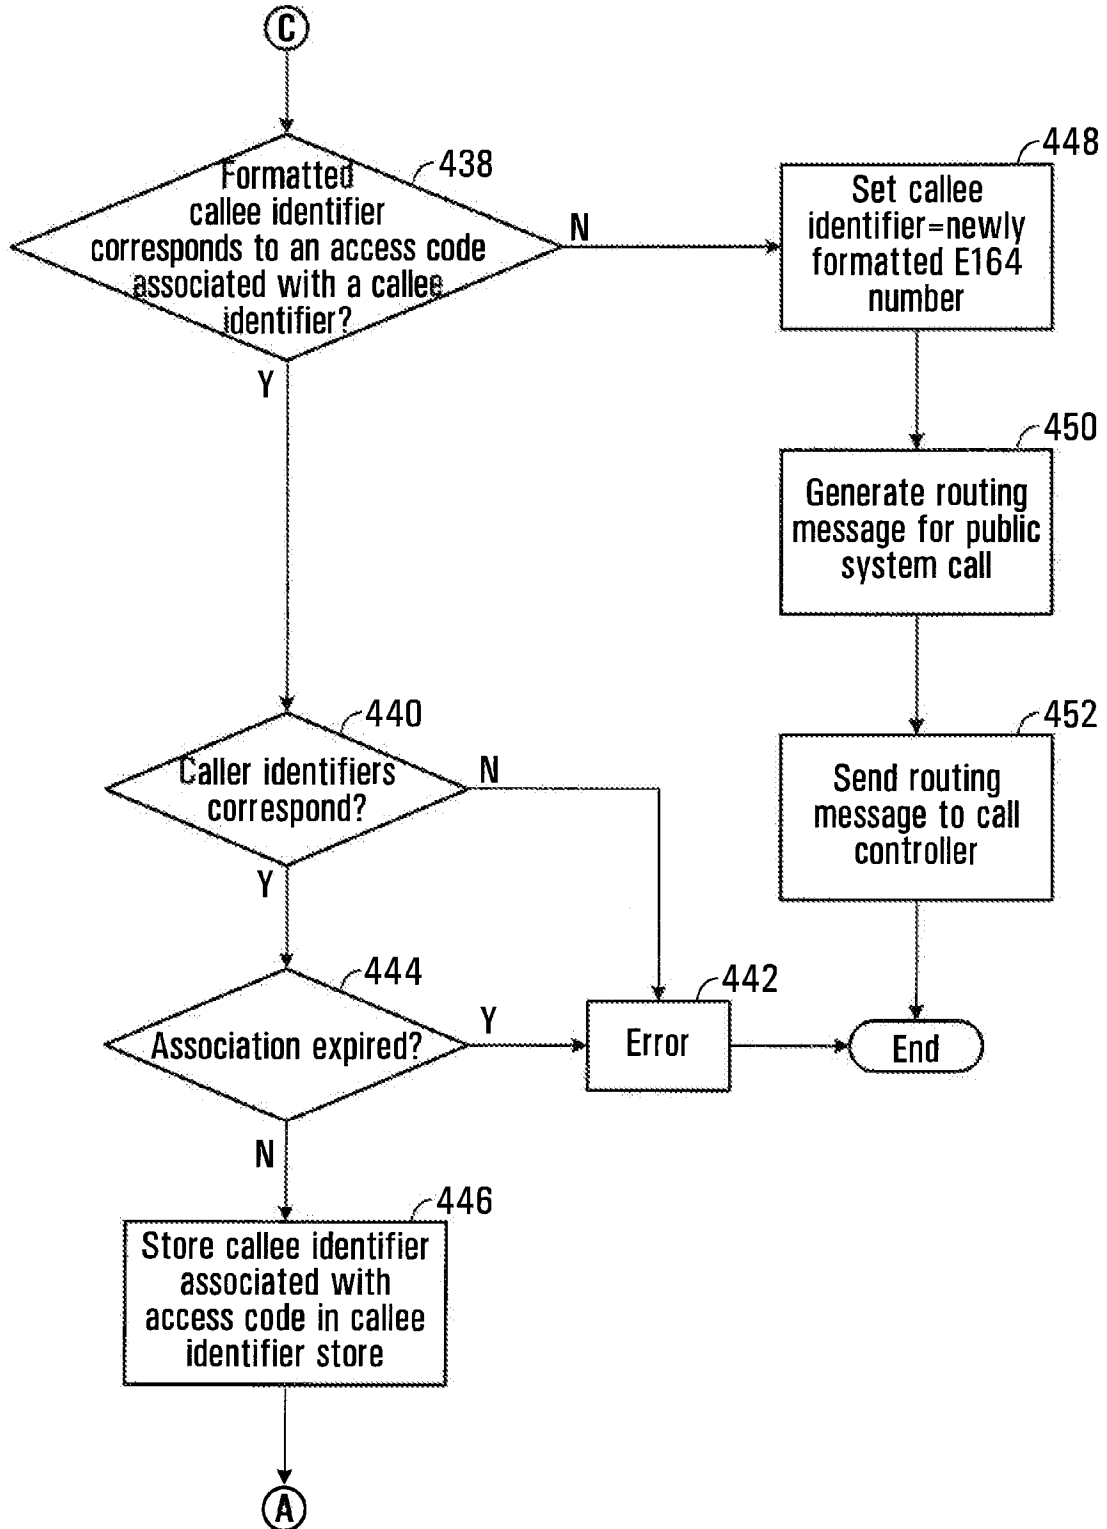 C
438
Formatted
callee identifier
corresponds to an access code
associated with a callee
identifier?
N
Y
448
Set callee
identifier=newly
formatted E164
number
450
Generate routing
message for public
system call
452
Send routing
message to call
controller
440
Caller identifiers
correspond?
N
Y
444
Association expired?
Y
N
442
Error
End
446
Store callee identifier
associated with
access code in callee
identifier store
A